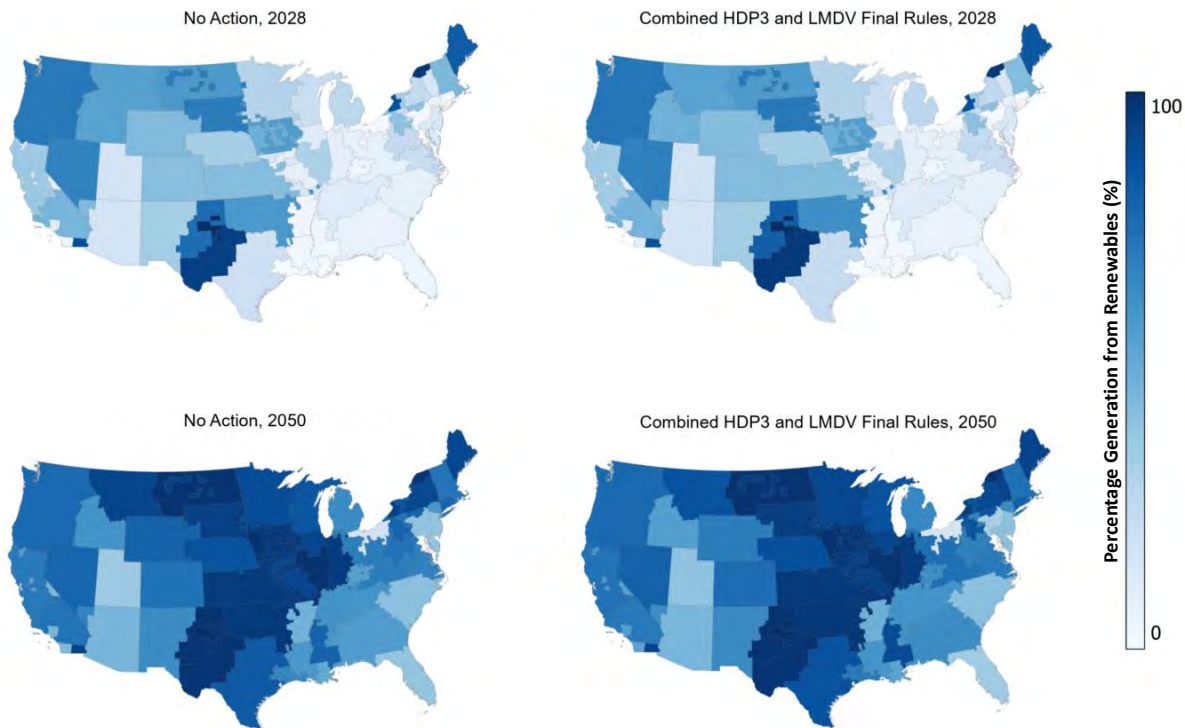 No Action, 2028
Combined HDP3 and LMDV Final Rules, 2028
No Action, 2050
Combined HDP3 and LMDV Final Rules, 2050
100
Percentage Generation from Renewables (%)
0